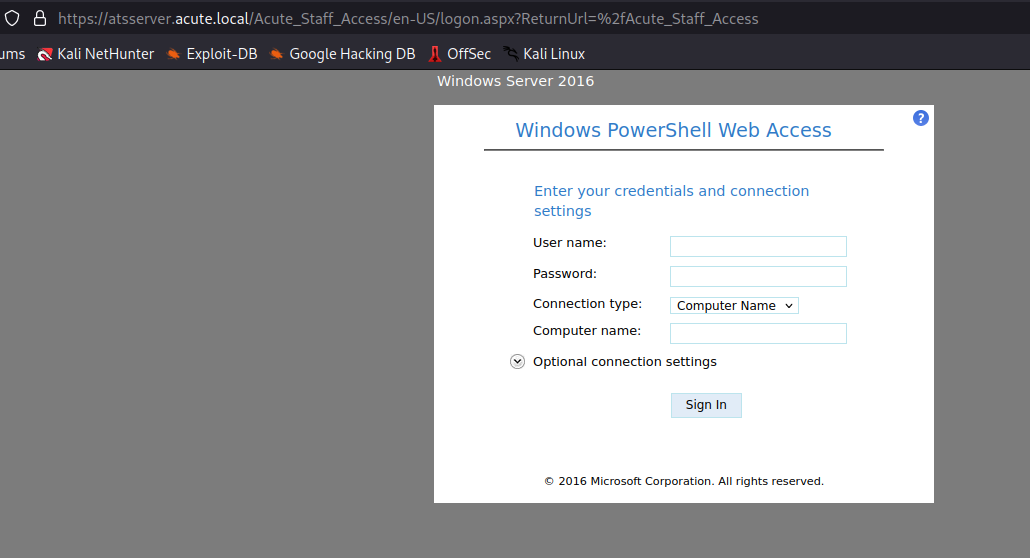 https://atsserver.acute.local/Acute_Staff_Access/en-US/logon.aspx?ReturnUrl=%2fAcute_Staff_Access
ums Kali NetHunter Exploit-DB Google Hacking DB OffSec Kali Linux
Windows Server 2016
?
Windows PowerShell Web Access
Enter your credentials and connection
settings
User name:
Password:
Connection type: Computer Name
Computer name:
Optional connection settings
Sign In
© 2016 Microsoft Corporation. All rights reserved.